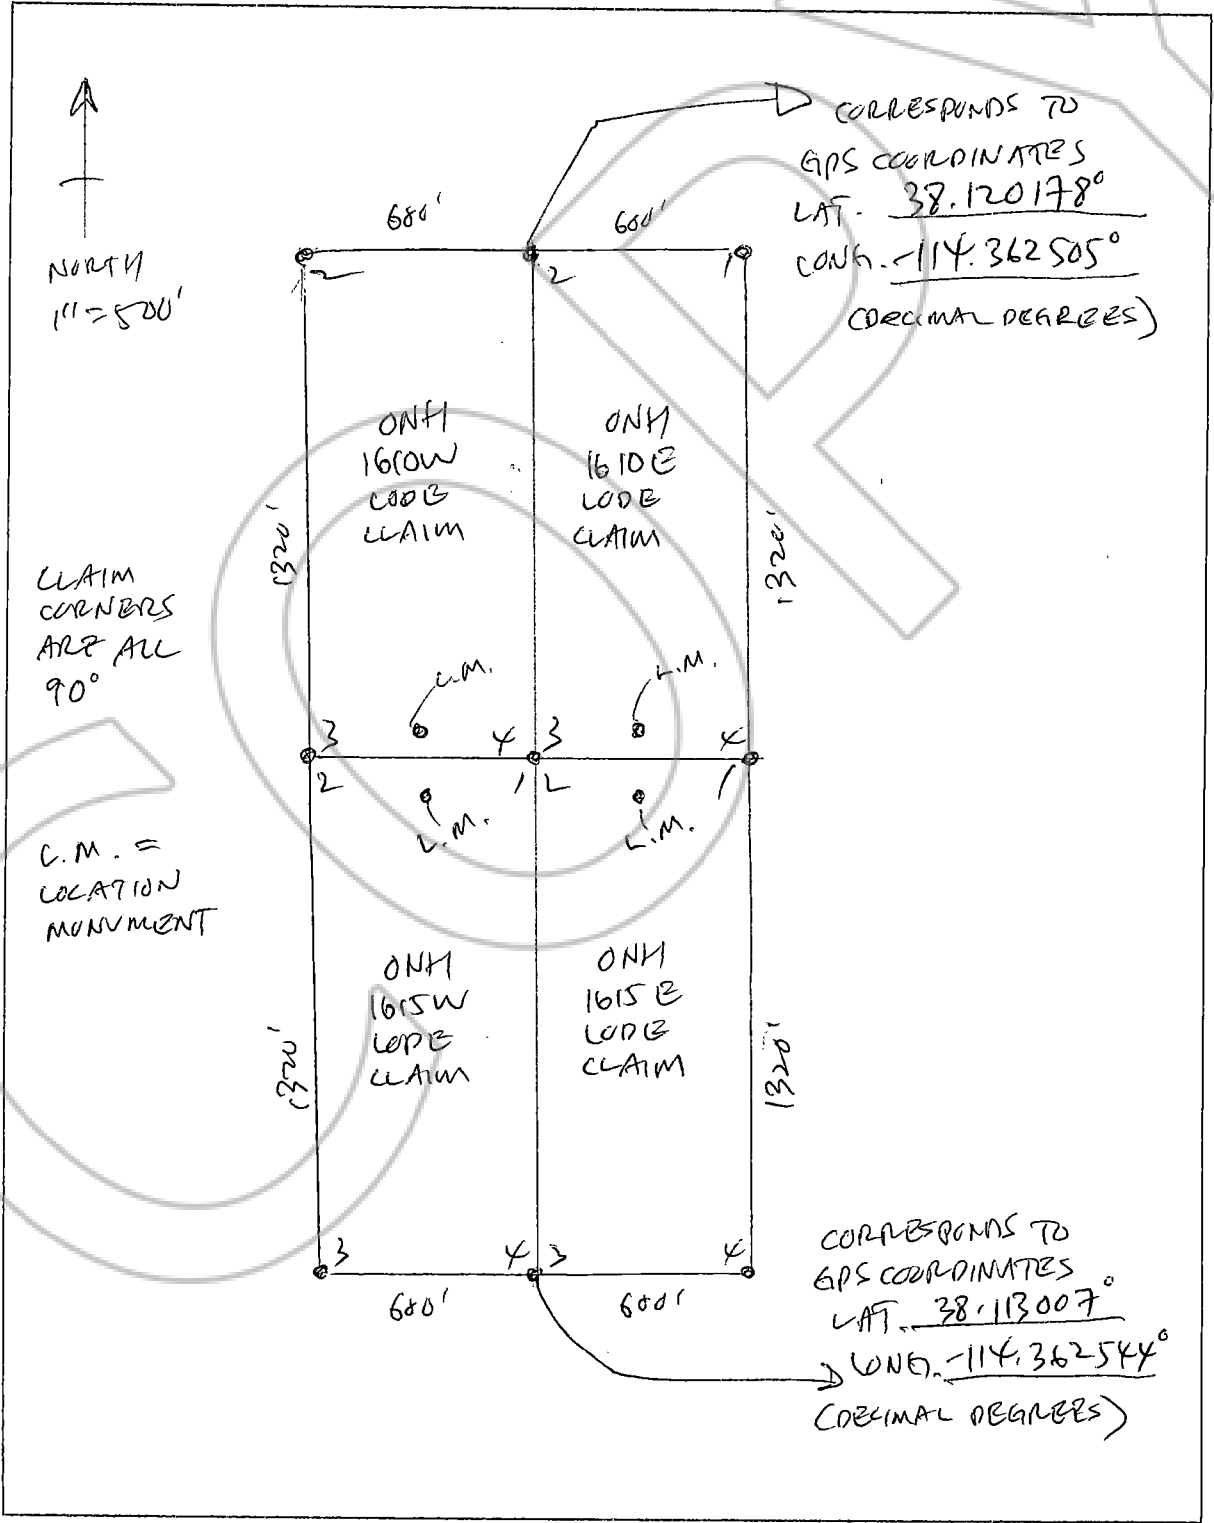 CORRESPONDS TO
GPS COORDINATES
LAT. 38.120178°
LONG. -114.362505°
(DECIMAL DEGREES)
NORTH
1" = 500'
600' 600'
2 2 1
ONH
1610W
LODE
CLAIM
ONH
1610E
LODE
CLAIM
1320' 1320'
CLAIM
CORNERS
ARE ALL
90°
L.M. L.M.
3 4 3 4
2 1 2 1
L.M. L.M.
L.M. =
LOCATION
MONUMENT
ONH
1615W
LODE
CLAIM
ONH
1615E
LODE
CLAIM
1320' 1320'
3 4 3 4
600' 600'
CORRESPONDS TO
GPS COORDINATES
LAT. 38.113007°
LONG. -114.362544°
(DECIMAL DEGREES)
COPY